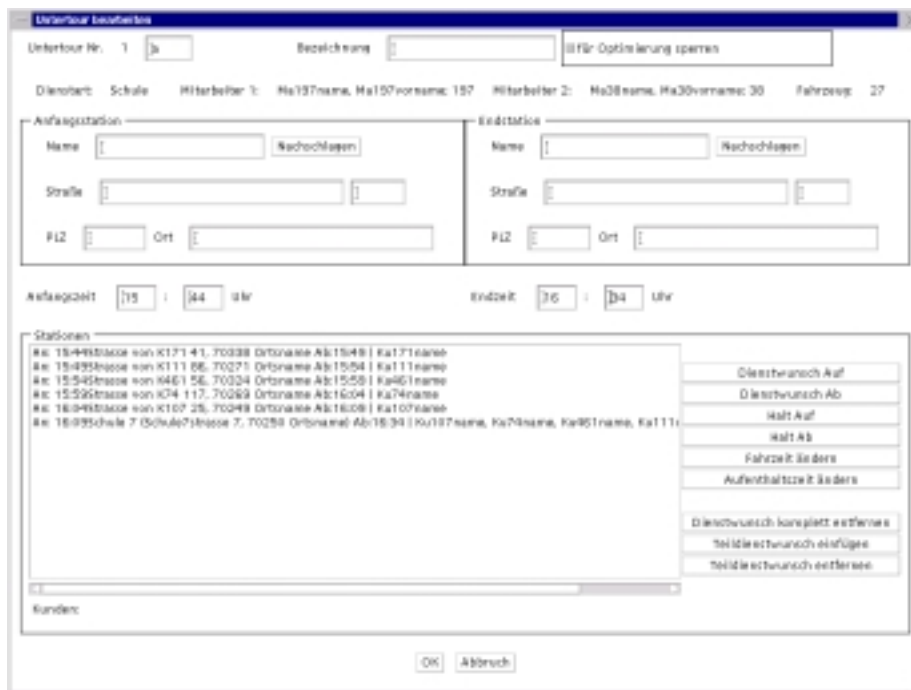 Untertour bearbeiten
Untertour Nr. 1 a Bezeichnung für Optimierung sperren
Dienstart: Schule Mitarbeiter 1: Ma197name, Ma197vorname: 197 Mitarbeiter 2: Ma38name, Ma38vorname: 38 Fahrzeug: 27
Anfangsstation Endstation
Name Nachschlagen Name Nachschlagen
Straße Straße
PLZ Ort PLZ Ort
Anfangszeit 15 : 44 Uhr Endzeit 16 : 34 Uhr
Stationen
An: 15:44Strasse von K171 41, 70338 Ortsname Ab:15:49 | Ku171name
An: 15:49Strasse von K111 86, 70271 Ortsname Ab:15:54 | Ku111name
An: 15:54Strasse von K461 56, 70324 Ortsname Ab:15:59 | Ku461name
An: 15:59Strasse von K74 117, 70269 Ortsname Ab:16:04 | Ku74name
An: 16:04Strasse von K107 25, 70349 Ortsname Ab:16:09 | Ku107name
An: 16:09Schule 7 (Schule7strasse 7, 70250 Ortsname) Ab:16:34 | Ku107name, Ku74name, Ku461name, Ku111
Dienstwunsch Auf
Dienstwunsch Ab
Halt Auf
Halt Ab
Fahrzeit ändern
Aufenthaltszeit ändern
Dienstwunsch komplett entfernen
Teildienstwunsch einfügen
Teildienstwunsch entfernen
Kunden:
OK Abbruch